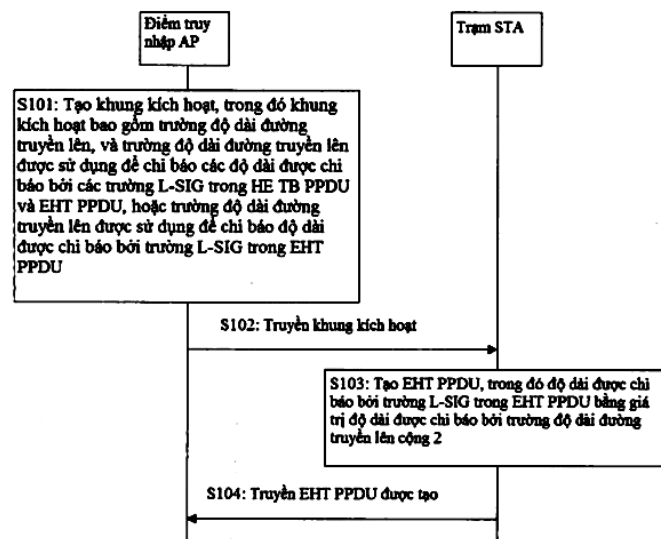 Điểm truy
nhập AP
Trạm STA
S101: Tạo khung kích hoạt, trong đó khung
kích hoạt bao gồm trường độ dài đường
truyền lên, và trường độ dài đường truyền lên
được sử dụng để chỉ báo các độ dài được chỉ
báo bởi các trường L-SIG trong HE TB PPDU
và EHT PPDU, hoặc trường độ dài đường
truyền lên được sử dụng để chỉ báo độ dài
được chỉ báo bởi trường L-SIG trong EHT
PPDU
S102: Truyền khung kích hoạt
S103: Tạo EHT PPDU, trong đó độ dài được chỉ
báo bởi trường L-SIG trong EHT PPDU bằng giá
trị độ dài được chỉ báo bởi trường độ dài đường
truyền lên cộng 2
S104: Truyền EHT PPDU được tạo